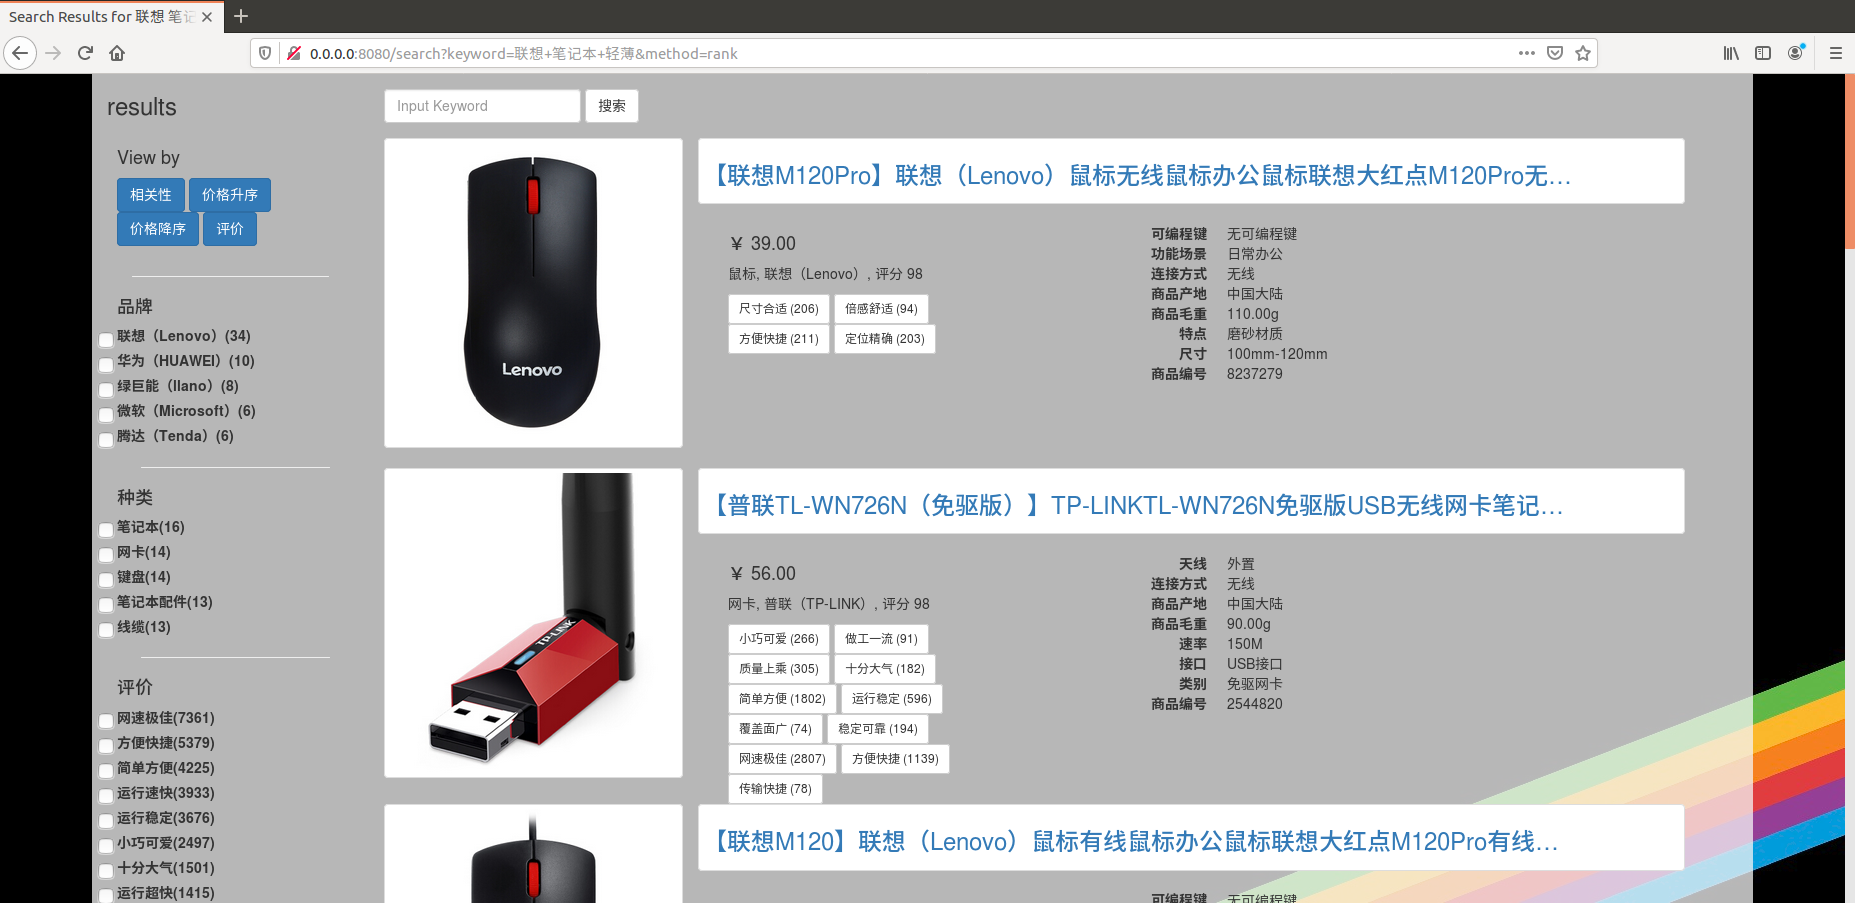 Search Results for 联想 笔记
0.0.0.0:8080/search?keyword=联想+笔记本+轻薄&method=rank
results
Input Keyword
搜索
View by
相关性
价格升序
价格降序
评价
品牌
联想（Lenovo）(34)
华为（HUAWEI）(10)
绿巨能（llano）(8)
微软（Microsoft）(6)
腾达（Tenda）(6)
种类
笔记本(16)
网卡(14)
键盘(14)
笔记本配件(13)
线缆(13)
评价
网速极佳(7361)
方便快捷(5379)
简单方便(4225)
运行速快(3933)
运行稳定(3676)
小巧可爱(2497)
十分大气(1501)
运行超快(1415)
Lenovo
【联想M120Pro】联想（Lenovo）鼠标无线鼠标办公鼠标联想大红点M120Pro无…
¥ 39.00
鼠标, 联想（Lenovo）, 评分 98
尺寸合适 (206)
倍感舒适 (94)
方便快捷 (211)
定位精确 (203)
可编程键 无可编程键
功能场景 日常办公
连接方式 无线
商品产地 中国大陆
商品毛重 110.00g
特点 磨砂材质
尺寸 100mm-120mm
商品编号 8237279
TP-LINK
【普联TL-WN726N（免驱版）】TP-LINKTL-WN726N免驱版USB无线网卡笔记…
¥ 56.00
网卡, 普联（TP-LINK）, 评分 98
小巧可爱 (266)
做工一流 (91)
质量上乘 (305)
十分大气 (182)
简单方便 (1802)
运行稳定 (596)
覆盖面广 (74)
稳定可靠 (194)
网速极佳 (2807)
方便快捷 (1139)
传输快捷 (78)
天线 外置
连接方式 无线
商品产地 中国大陆
商品毛重 90.00g
速率 150M
接口 USB接口
类别 免驱网卡
商品编号 2544820
【联想M120】联想（Lenovo）鼠标有线鼠标办公鼠标联想大红点M120Pro有线…
可编程键 无可编程键